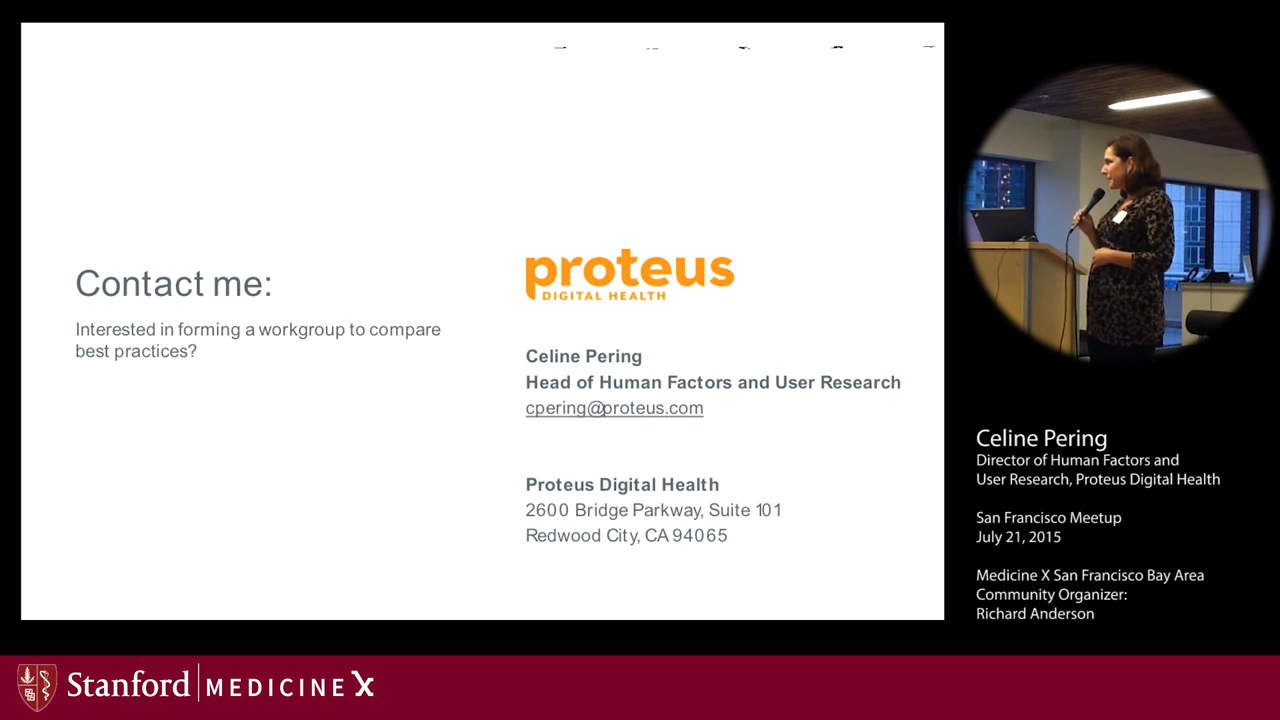 Contact me:
Interested in forming a workgroup to compare
best practices?
proteus
DIGITAL HEALTH
Celine Pering
Head of Human Factors and User Research
cpering@proteus.com
Proteus Digital Health
2600 Bridge Parkway, Suite 101
Redwood City, CA 94065
Celine Pering
Director of Human Factors and
User Research, Proteus Digital Health
San Francisco Meetup
July 21, 2015
Medicine X San Francisco Bay Area
Community Organizer:
Richard Anderson
Stanford MEDICINE X